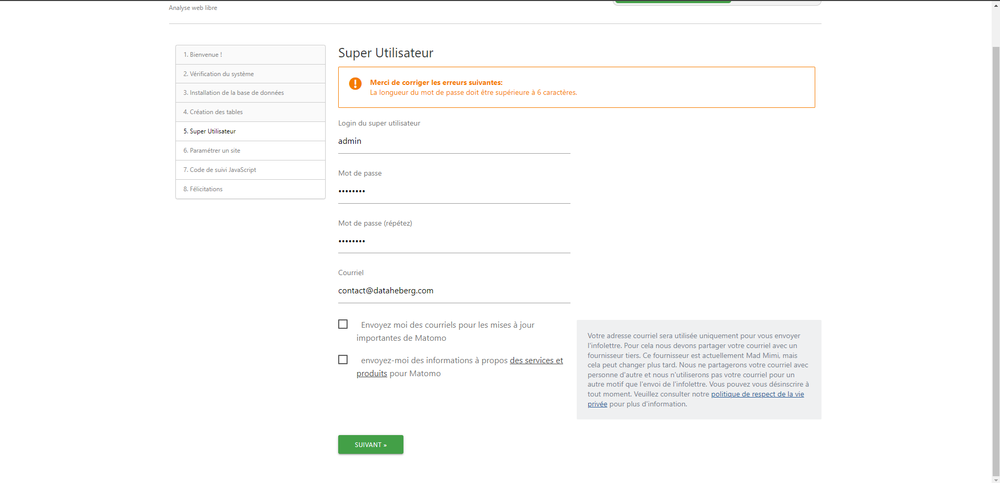 Analyse web libre
1. Bienvenue !
2. Vérification du système
3. Installation de la base de données
4. Création des tables
5. Super Utilisateur
6. Paramétrer un site
7. Code de suivi JavaScript
8. Félicitations
Super Utilisateur
Merci de corriger les erreurs suivantes:
La longueur du mot de passe doit être supérieure à 6 caractères.
Login du super utilisateur
admin
Mot de passe
••••••••
Mot de passe (répétez)
••••••••
Courriel
contact@dataheberg.com
Envoyez moi des courriels pour les mises à jour
importantes de Matomo
envoyez-moi des informations à propos des services et
produits pour Matomo
Votre adresse courriel sera utilisée uniquement pour vous envoyer
l'infolettre. Pour cela nous devons partager votre courriel avec un
fournisseur tiers. Ce fournisseur est actuellement Mad Mimi, mais
cela peut changer plus tard. Nous ne partagerons votre courriel avec
personne d'autre et nous n'utiliserons pas votre courriel pour un
autre motif que l'envoi de l'infolettre. Vous pouvez vous désinscrire à
tout moment. Veuillez consulter notre politique de respect de la vie
privée pour plus d'information.
SUIVANT »